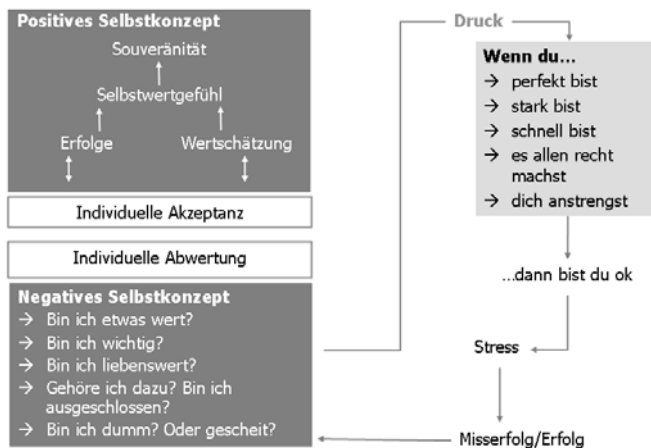 Positives Selbstkonzept
Souveränität
Selbstwertgefühl
Erfolge
Wertschätzung
Individuelle Akzeptanz
Individuelle Abwertung
Negatives Selbstkonzept
→ Bin ich etwas wert?
→ Bin ich wichtig?
→ Bin ich liebenswert?
→ Gehöre ich dazu? Bin ich
ausgeschlossen?
→ Bin ich dumm? Oder gescheit?
Druck
Wenn du...
→ perfekt bist
→ stark bist
→ schnell bist
→ es allen recht
machst
→ dich anstrengst
...dann bist du ok
Stress
Misserfolg/Erfolg